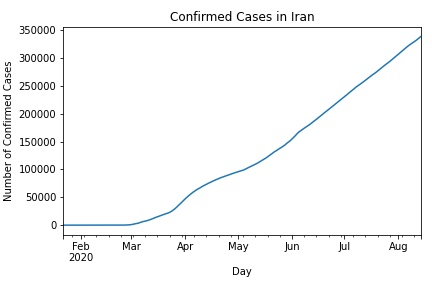 Confirmed Cases in Iran
Number of Confirmed Cases
350000
300000
250000
200000
150000
100000
50000
0
Feb Mar Apr May Jun Jul Aug
2020
Day